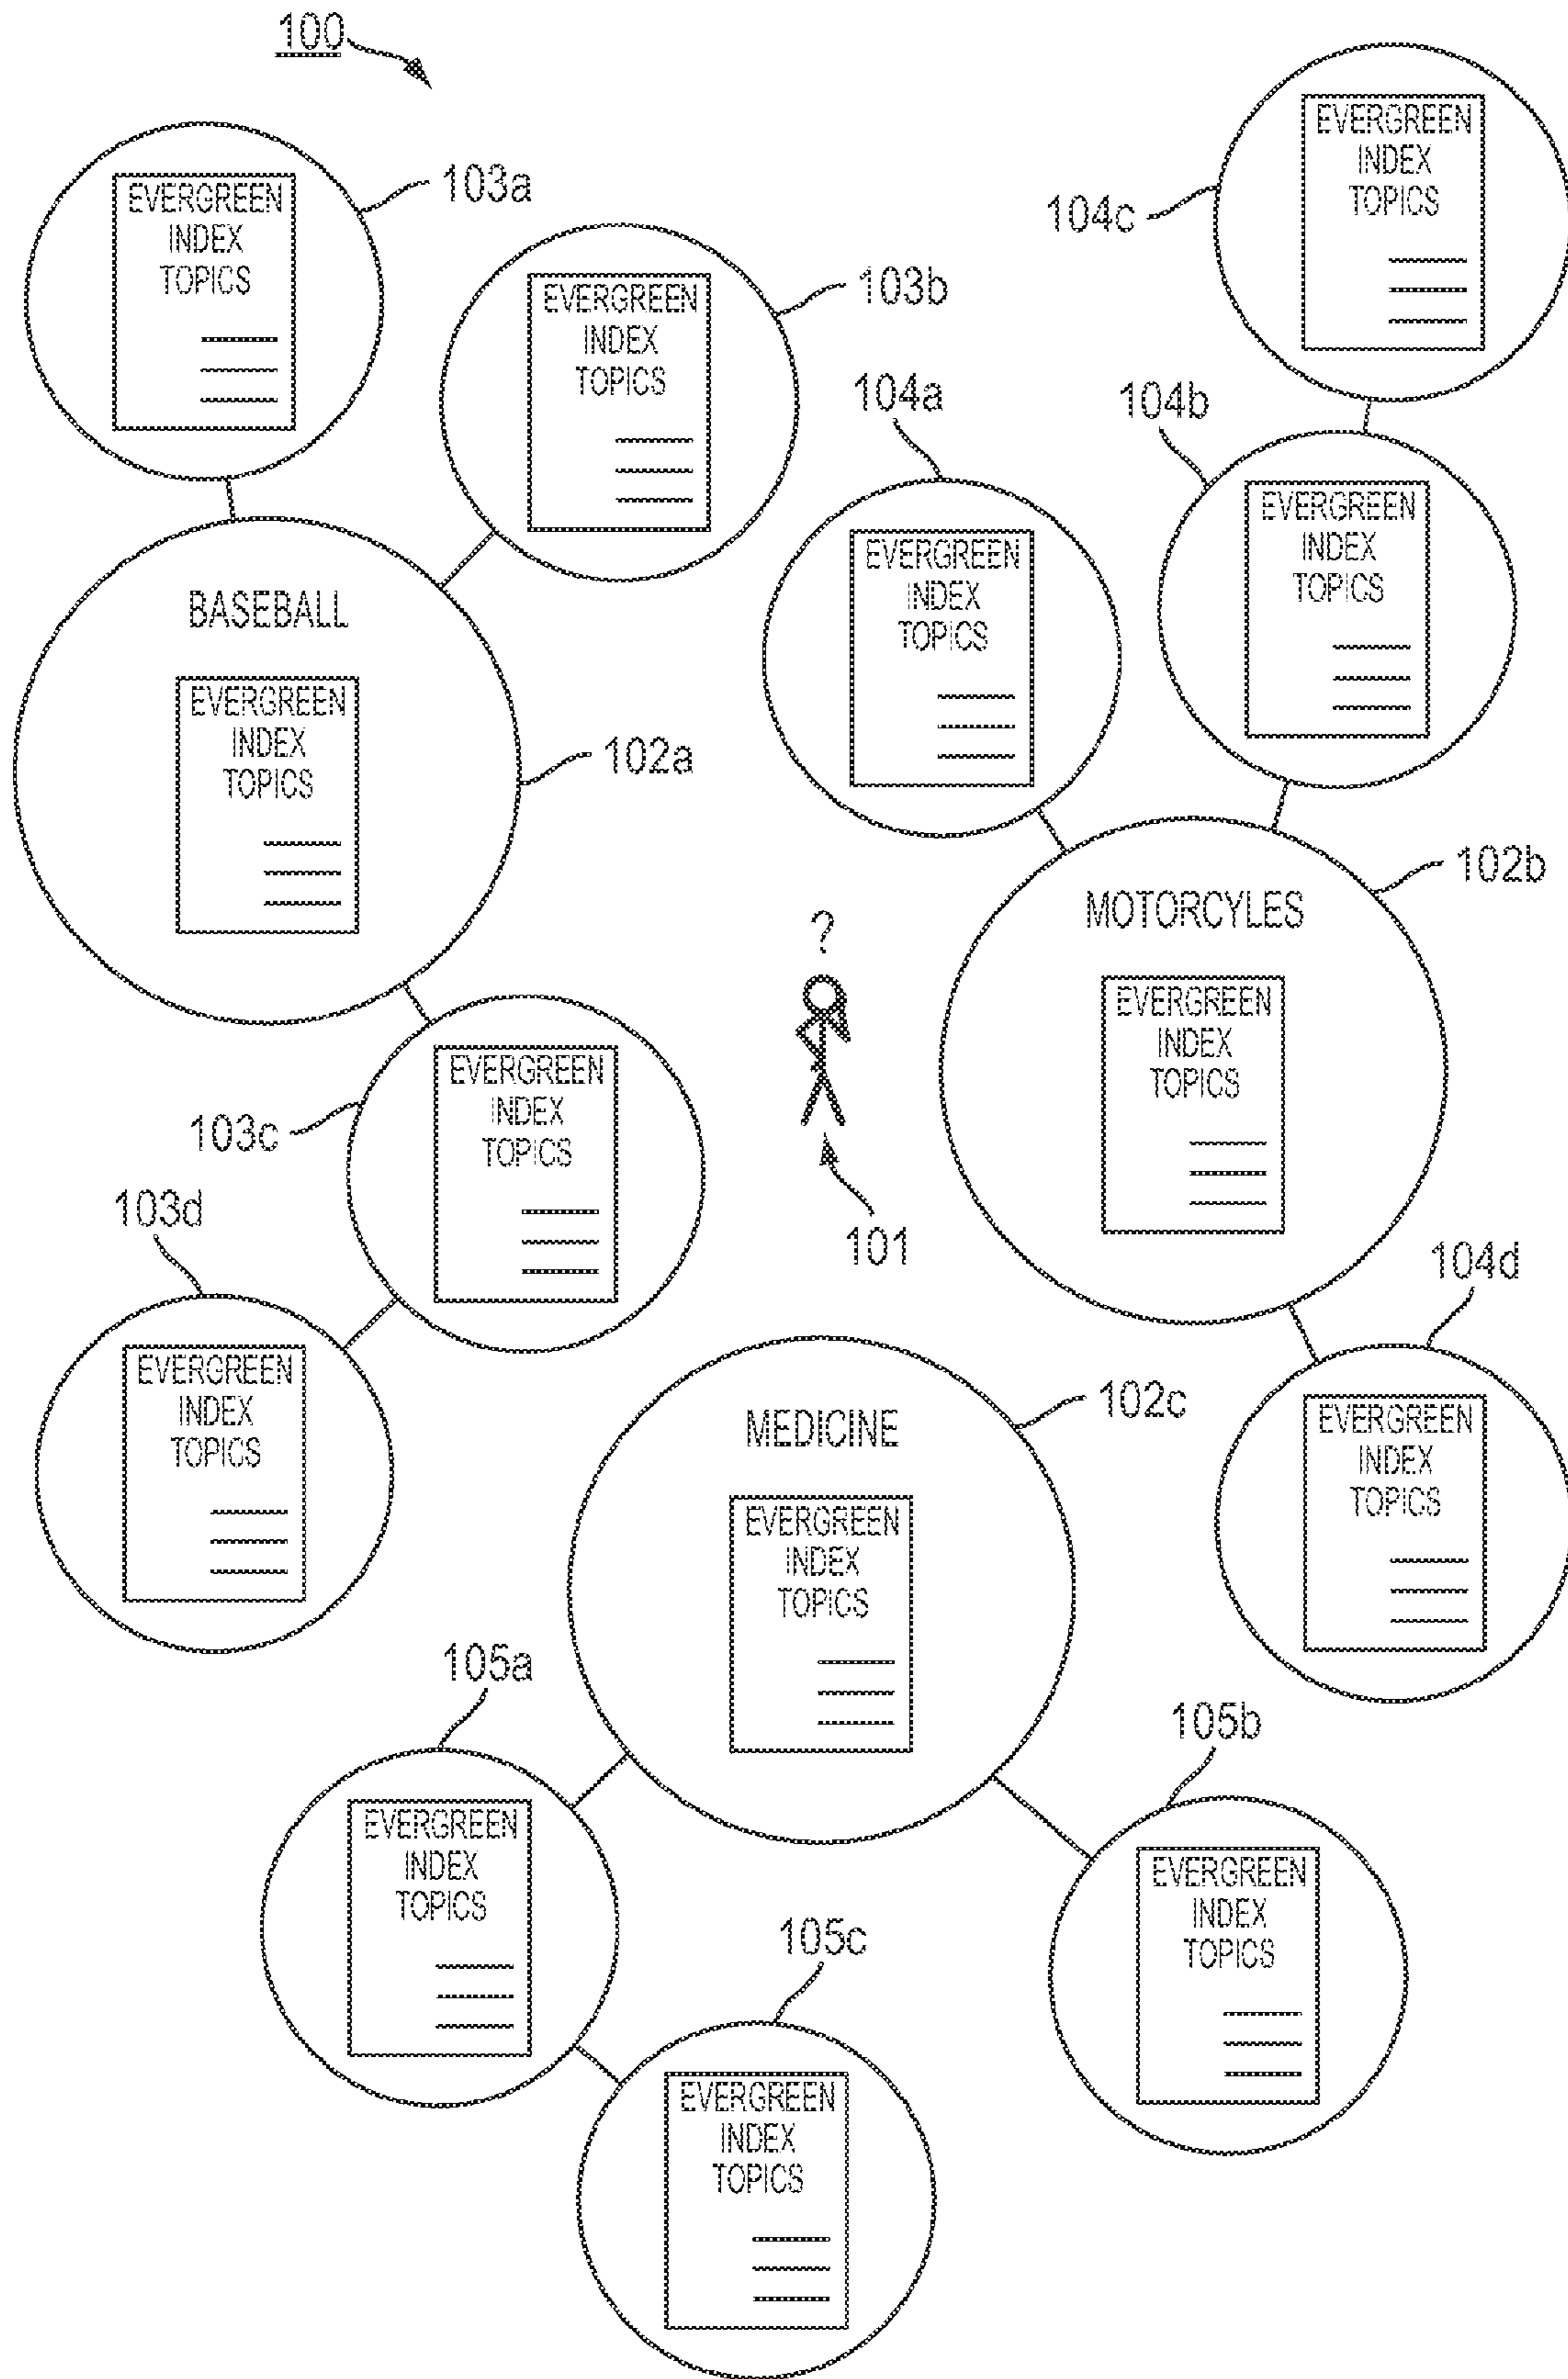 100
EVERGREEN
INDEX
TOPICS
103a
EVERGREEN
INDEX
TOPICS
104c
EVERGREEN
INDEX
TOPICS
103b
104a
104b
EVERGREEN
INDEX
TOPICS
EVERGREEN
INDEX
TOPICS
BASEBALL
EVERGREEN
INDEX
TOPICS
102a
102b
MOTORCYLES
?
EVERGREEN
INDEX
TOPICS
EVERGREEN
INDEX
TOPICS
103c
103d
101
104d
EVERGREEN
INDEX
TOPICS
102c
MEDICINE
EVERGREEN
INDEX
TOPICS
EVERGREEN
INDEX
TOPICS
105a
105b
EVERGREEN
INDEX
TOPICS
EVERGREEN
INDEX
TOPICS
105c
EVERGREEN
INDEX
TOPICS